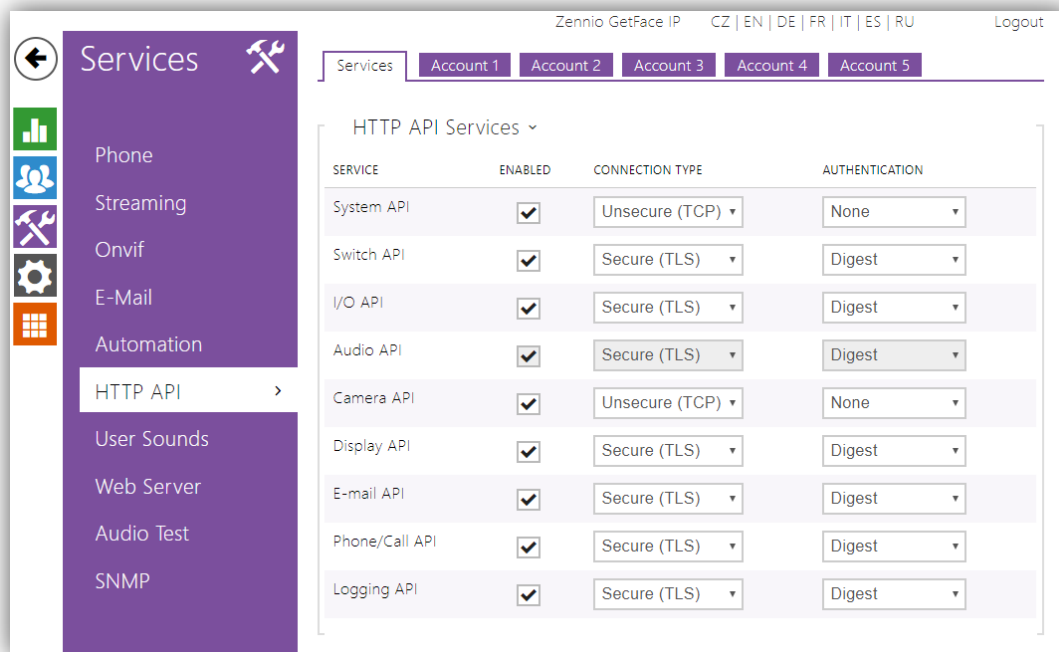 Zennio GetFace IP CZ | EN | DE | FR | IT | ES | RU Logout
Services
Services Account 1 Account 2 Account 3 Account 4 Account 5
HTTP API Services
Phone
Streaming
Onvif
E-Mail
Automation
HTTP API
User Sounds
Web Server
Audio Test
SNMP
SERVICE ENABLED CONNECTION TYPE AUTHENTICATION
System API Unsecure (TCP) None
Switch API Secure (TLS) Digest
I/O API Secure (TLS) Digest
Audio API Secure (TLS) Digest
Camera API Unsecure (TCP) None
Display API Secure (TLS) Digest
E-mail API Secure (TLS) Digest
Phone/Call API Secure (TLS) Digest
Logging API Secure (TLS) Digest